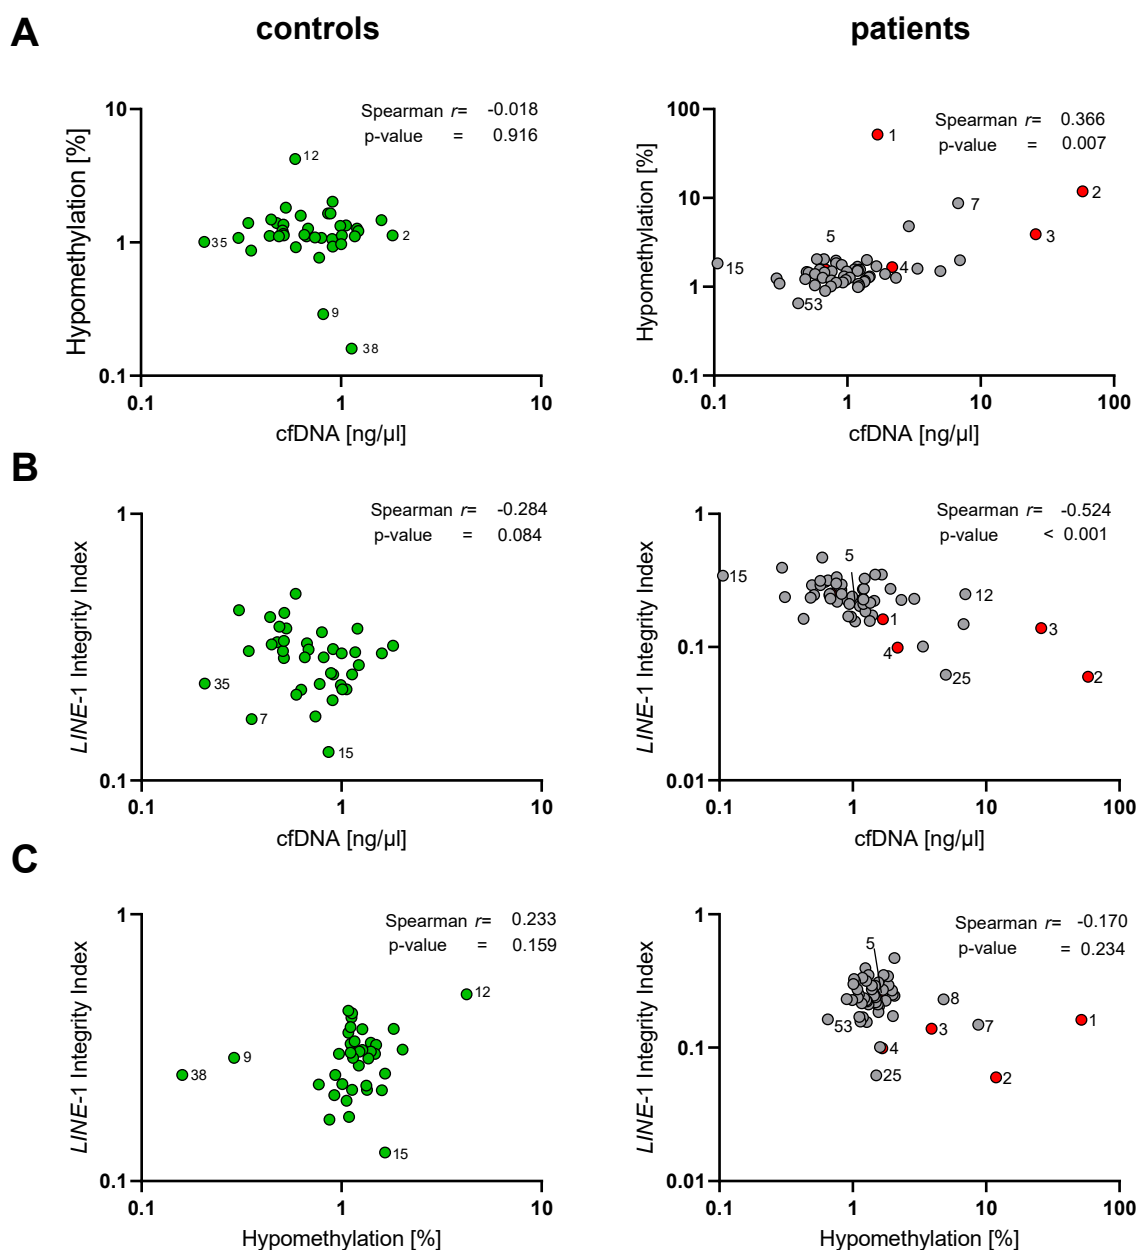 A
controls
patients
10
1
0.1
0.1
1
10
Hypomethylation [%]
cfDNA [ng/µl]
Spearman r= -0.018
p-value = 0.916
12
35
2
9
38
100
10
1
0.1
0.1
1
10
100
Hypomethylation [%]
cfDNA [ng/µl]
Spearman r= 0.366
p-value = 0.007
1
2
7
3
5
15
4
53
B
1
0.1
0.1
1
10
LINE-1 Integrity Index
cfDNA [ng/µl]
Spearman r= -0.284
p-value = 0.084
35
7
15
1
0.1
0.01
0.1
1
10
100
LINE-1 Integrity Index
cfDNA [ng/µl]
Spearman r= -0.524
p-value < 0.001
5
15
12
1
3
4
25
2
C
1
0.1
0.1
1
10
LINE-1 Integrity Index
Hypomethylation [%]
Spearman r= 0.233
p-value = 0.159
12
9
38
15
1
0.1
0.01
0.1
1
10
100
LINE-1 Integrity Index
Hypomethylation [%]
Spearman r= -0.170
p-value = 0.234
5
8
53
3
7
1
4
25
2